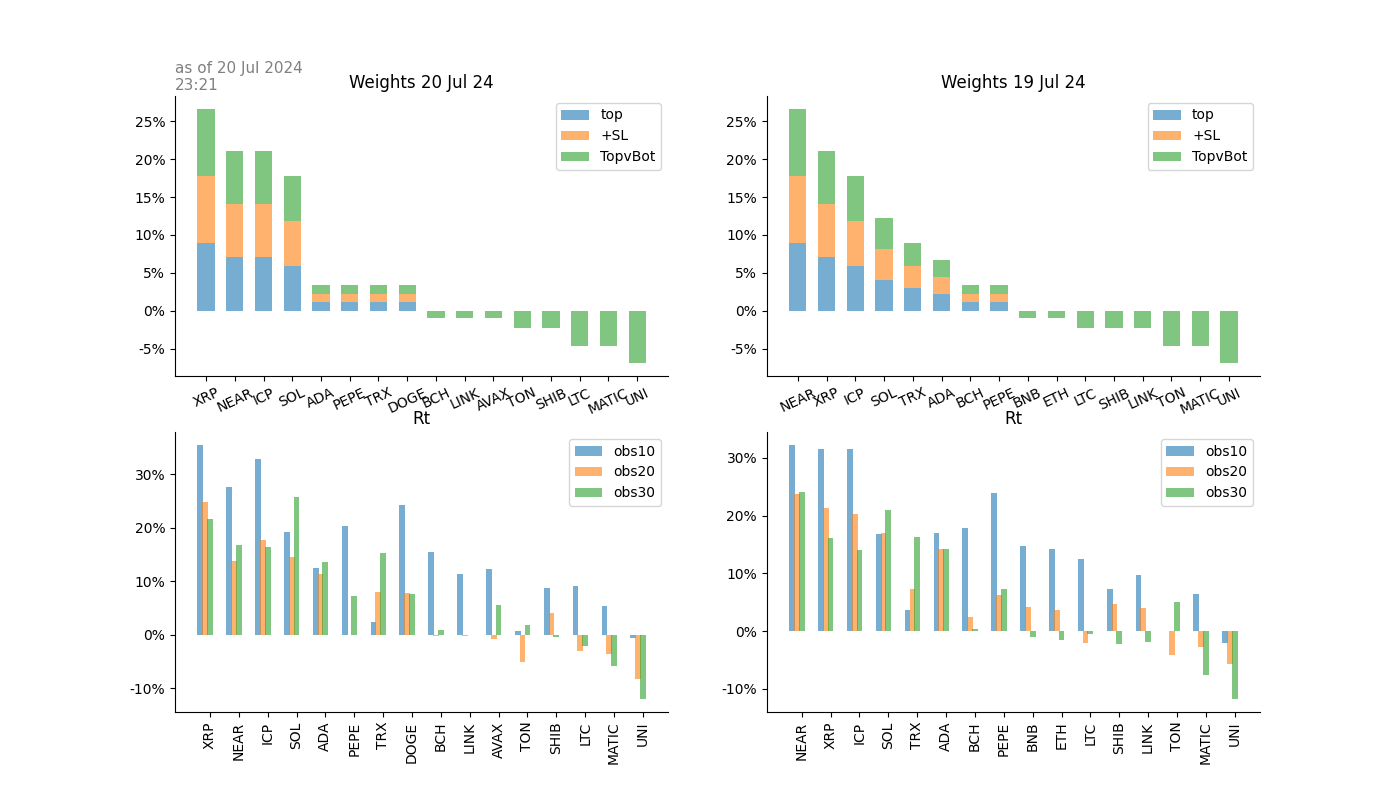 as of 20 Jul 2024
23:21
Weights 20 Jul 24
25%
20%
15%
10%
5%
0%
-5%
top
+SL
TopvBot
XRP NEAR ICP SOL ADA PEPE TRX DOGE BCH LINK AVAX TON SHIB LTC MATIC UNI
Weights 19 Jul 24
25%
20%
15%
10%
5%
0%
-5%
top
+SL
TopvBot
NEAR XRP ICP SOL TRX ADA BCH PEPE BNB ETH LTC SHIB LINK TON MATIC UNI
Rt
30%
20%
10%
0%
-10%
obs10
obs20
obs30
XRP NEAR ICP SOL ADA PEPE TRX DOGE BCH LINK AVAX TON SHIB LTC MATIC UNI
Rt
30%
20%
10%
0%
-10%
obs10
obs20
obs30
NEAR XRP ICP SOL TRX ADA BCH PEPE BNB ETH LTC SHIB LINK TON MATIC UNI